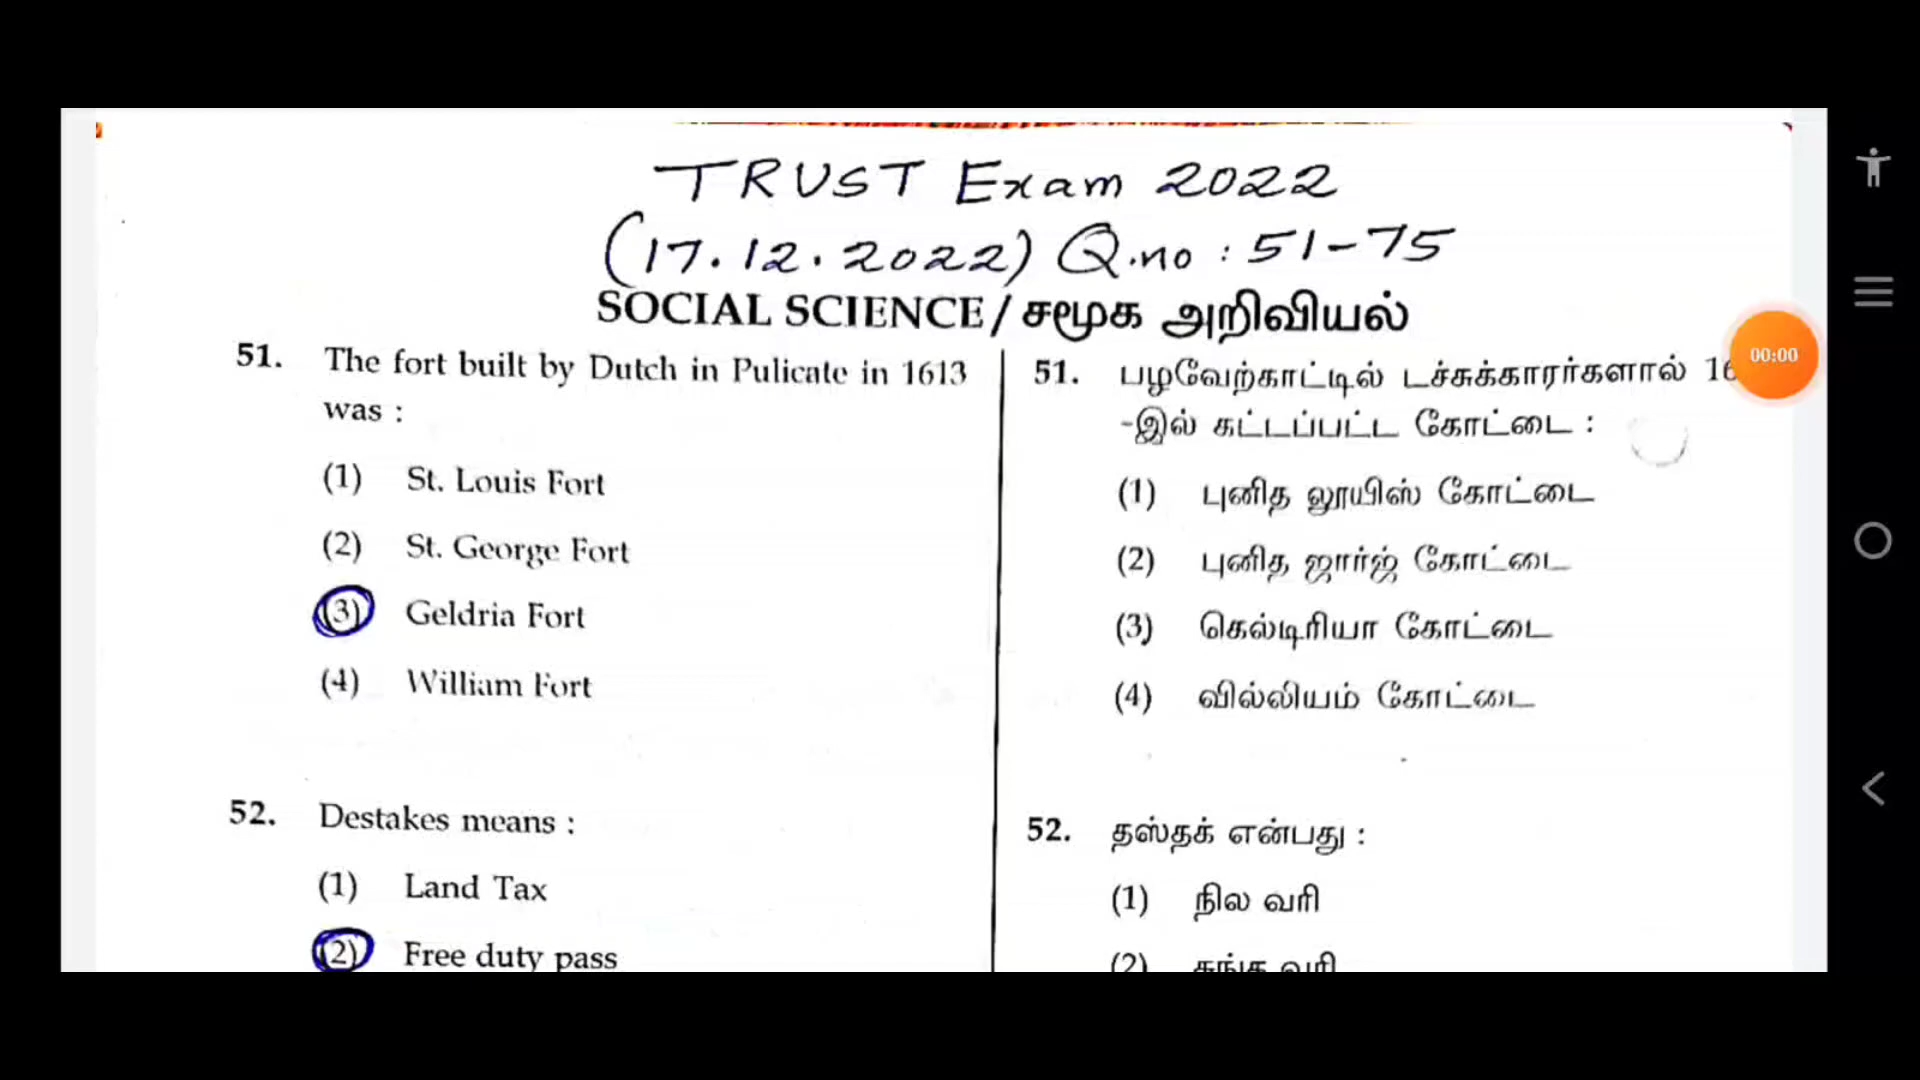 TRUST Exam 2022
(17.12.2022) Q.no : 51-75
SOCIAL SCIENCE / சமூக அறிவியல்
51. The fort built by Dutch in Pulicate in 1613
was :
(1) St. Louis Fort
(2) St. George Fort
(3) Geldria Fort
(4) William Fort
52. Destakes means :
(1) Land Tax
(2) Free duty pass
51. பழவேற்காட்டில் டச்சுக்காரர்களால்
-இல் கட்டப்பட்ட கோட்டை :
(1) புனித லூயிஸ் கோட்டை
(2) புனித ஜார்ஜ் கோட்டை
(3) கெல்டிரியா கோட்டை
(4) வில்லியம் கோட்டை
52. தஸ்தக் என்பது :
(1) நில வரி
(2) சுங்க வரி
00:00